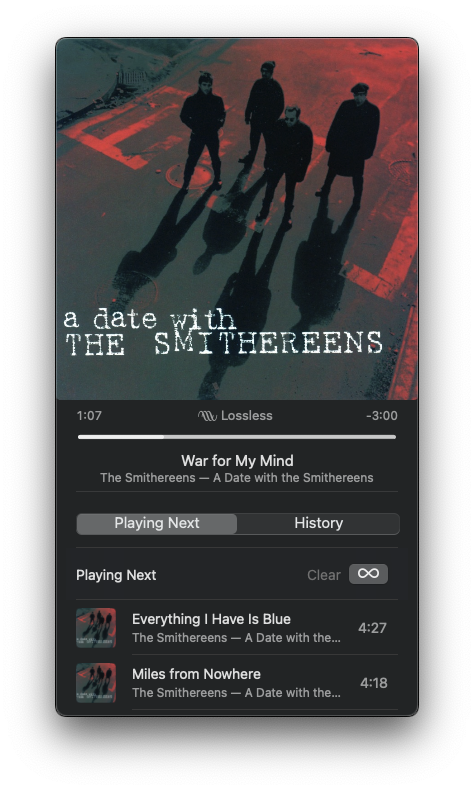 a date with
THE SMITHEREENS
1:07 Lossless -3:00
War for My Mind
The Smithereens — A Date with the Smithereens
Playing Next History
Playing Next Clear
Everything I Have Is Blue 4:27
The Smithereens — A Date with the...
Miles from Nowhere 4:18
The Smithereens — A Date with the...